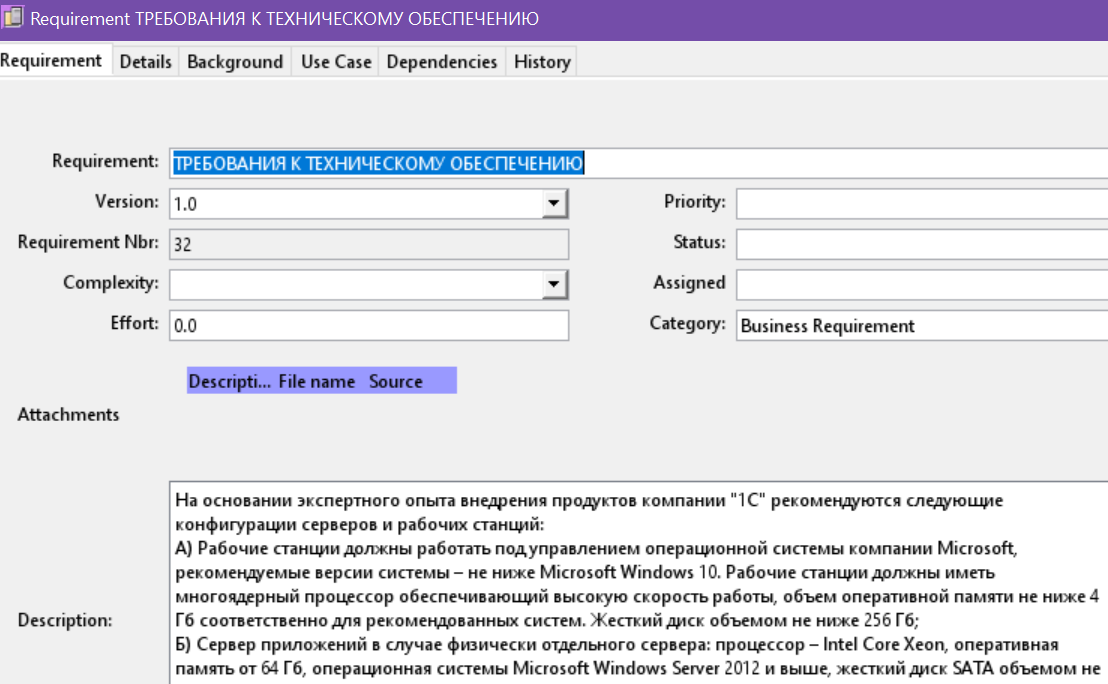 Requirement ТРЕБОВАНИЯ К ТЕХНИЧЕСКОМУ ОБЕСПЕЧЕНИЮ
Requirement Details Background Use Case Dependencies History
Requirement: ТРЕБОВАНИЯ К ТЕХНИЧЕСКОМУ ОБЕСПЕЧЕНИЮ
Version: 1.0 Priority:
Requirement Nbr: 32 Status:
Complexity: Assigned
Effort: 0.0 Category: Business Requirement
Descripti... File name Source
Attachments
На основании экспертного опыта внедрения продуктов компании "1С" рекомендуются следующие
конфигурации серверов и рабочих станций:
А) Рабочие станции должны работать под управлением операционной системы компании Microsoft,
рекомендуемые версии системы – не ниже Microsoft Windows 10. Рабочие станции должны иметь
многоядерный процессор обеспечивающий высокую скорость работы, объем оперативной памяти не ниже 4
Description: Гб соответственно для рекомендованных систем. Жесткий диск объемом не ниже 256 Гб;
Б) Сервер приложений в случае физически отдельного сервера: процессор – Intel Core Xeon, оперативная
память от 64 Гб, операционная системы Microsoft Windows Server 2012 и выше, жесткий диск SATA объемом не